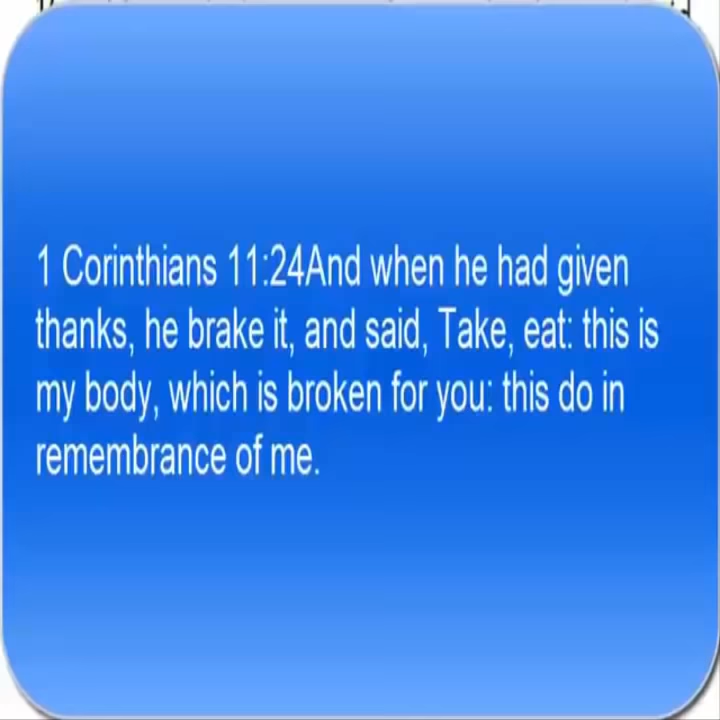 1 Corinthians 11:24And when he had given
thanks, he brake it, and said, Take, eat: this is
my body, which is broken for you: this do in
remembrance of me.